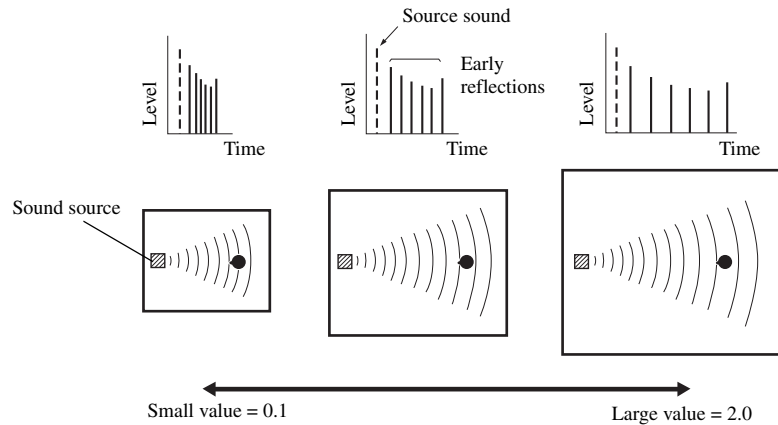 Source sound
Early
reflections
Level
Time
Level
Time
Level
Time
Sound source
Small value = 0.1
Large value = 2.0